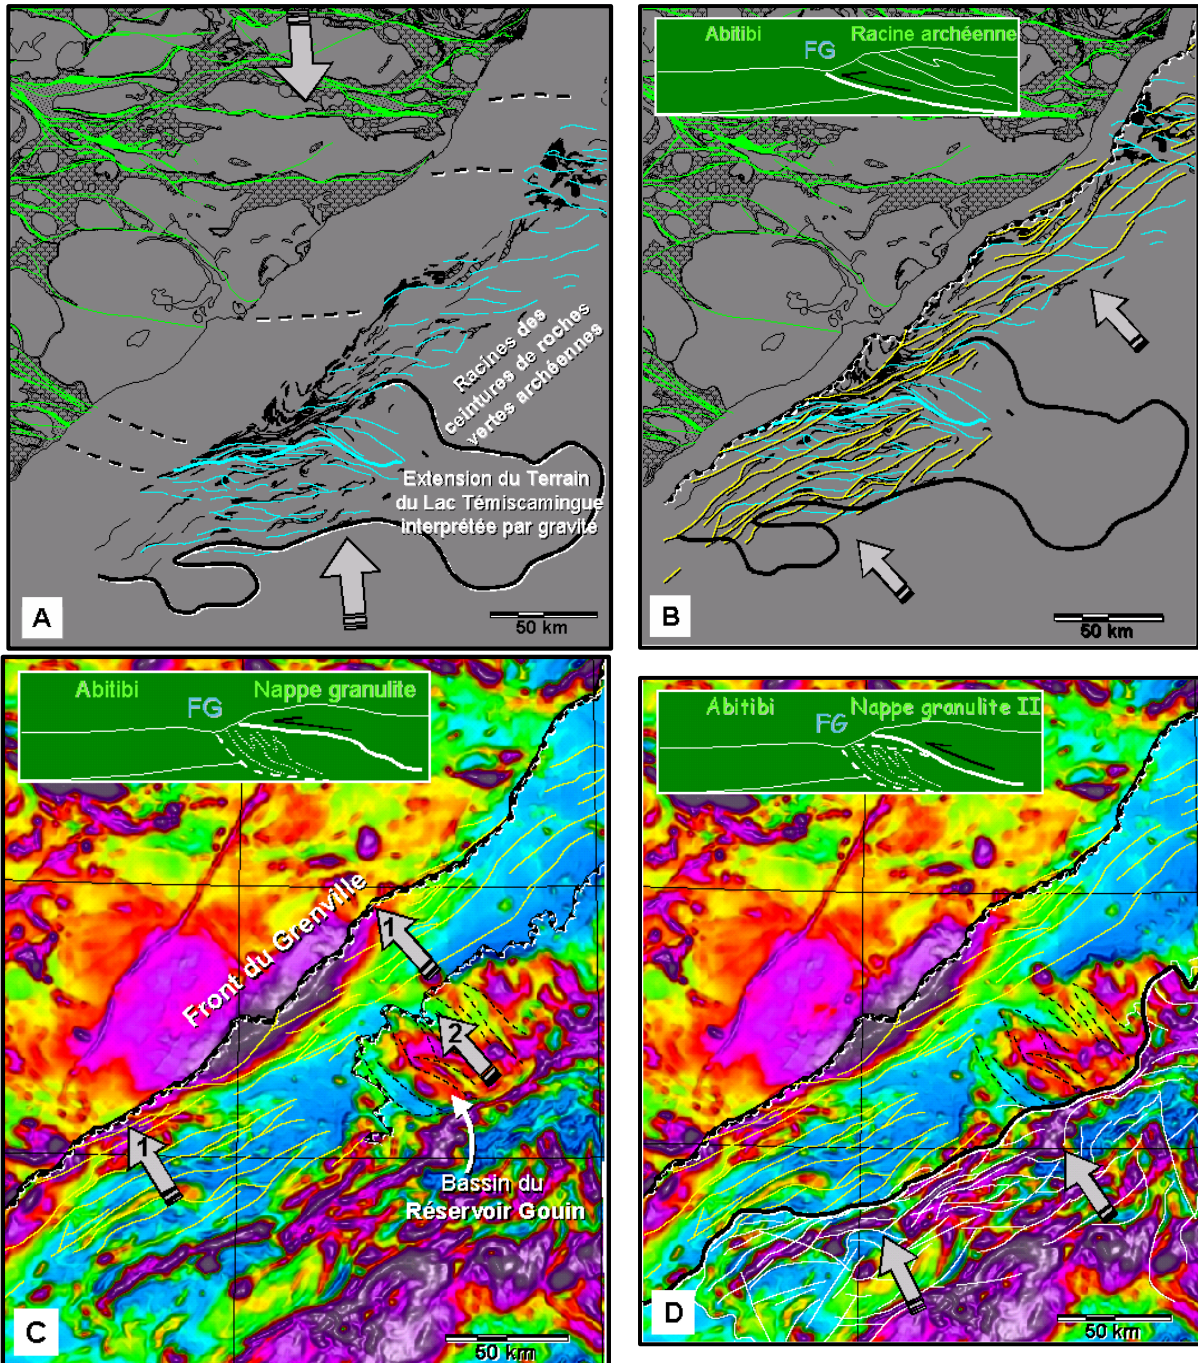 Racines des
ceintures de roches
vertes archéennes
Extension du Terrain
du Lac Témiscamingue
interprétée par gravité
A
50 km
Abitibi
Racine archéenne
FG
B
50 km
Abitibi
Nappe granulite
FG
Front du Grenville
1
2
1
Bassin du
Réservoir Gouin
C
50 km
Abitibi
Nappe granulite II
FG
D
50 km